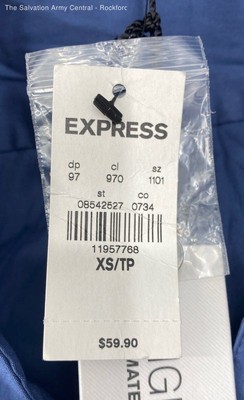 The Salvation Army Central - Rockforc
EXPRESS
dp cl sz
97 970 1101
st co
08542627 0734
11957768
XS/TP
$59.90